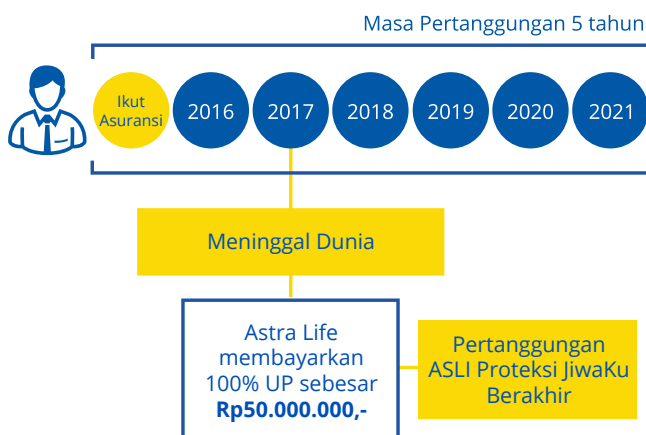 Masa Pertanggungan 5 tahun
Ikut
Asuransi
2016
2017
2018
2019
2020
2021
Meninggal Dunia
Astra Life
membayarkan
100% UP sebesar
Rp50.000.000,-
Pertanggungan
ASLI Proteksi JiwaKu
Berakhir